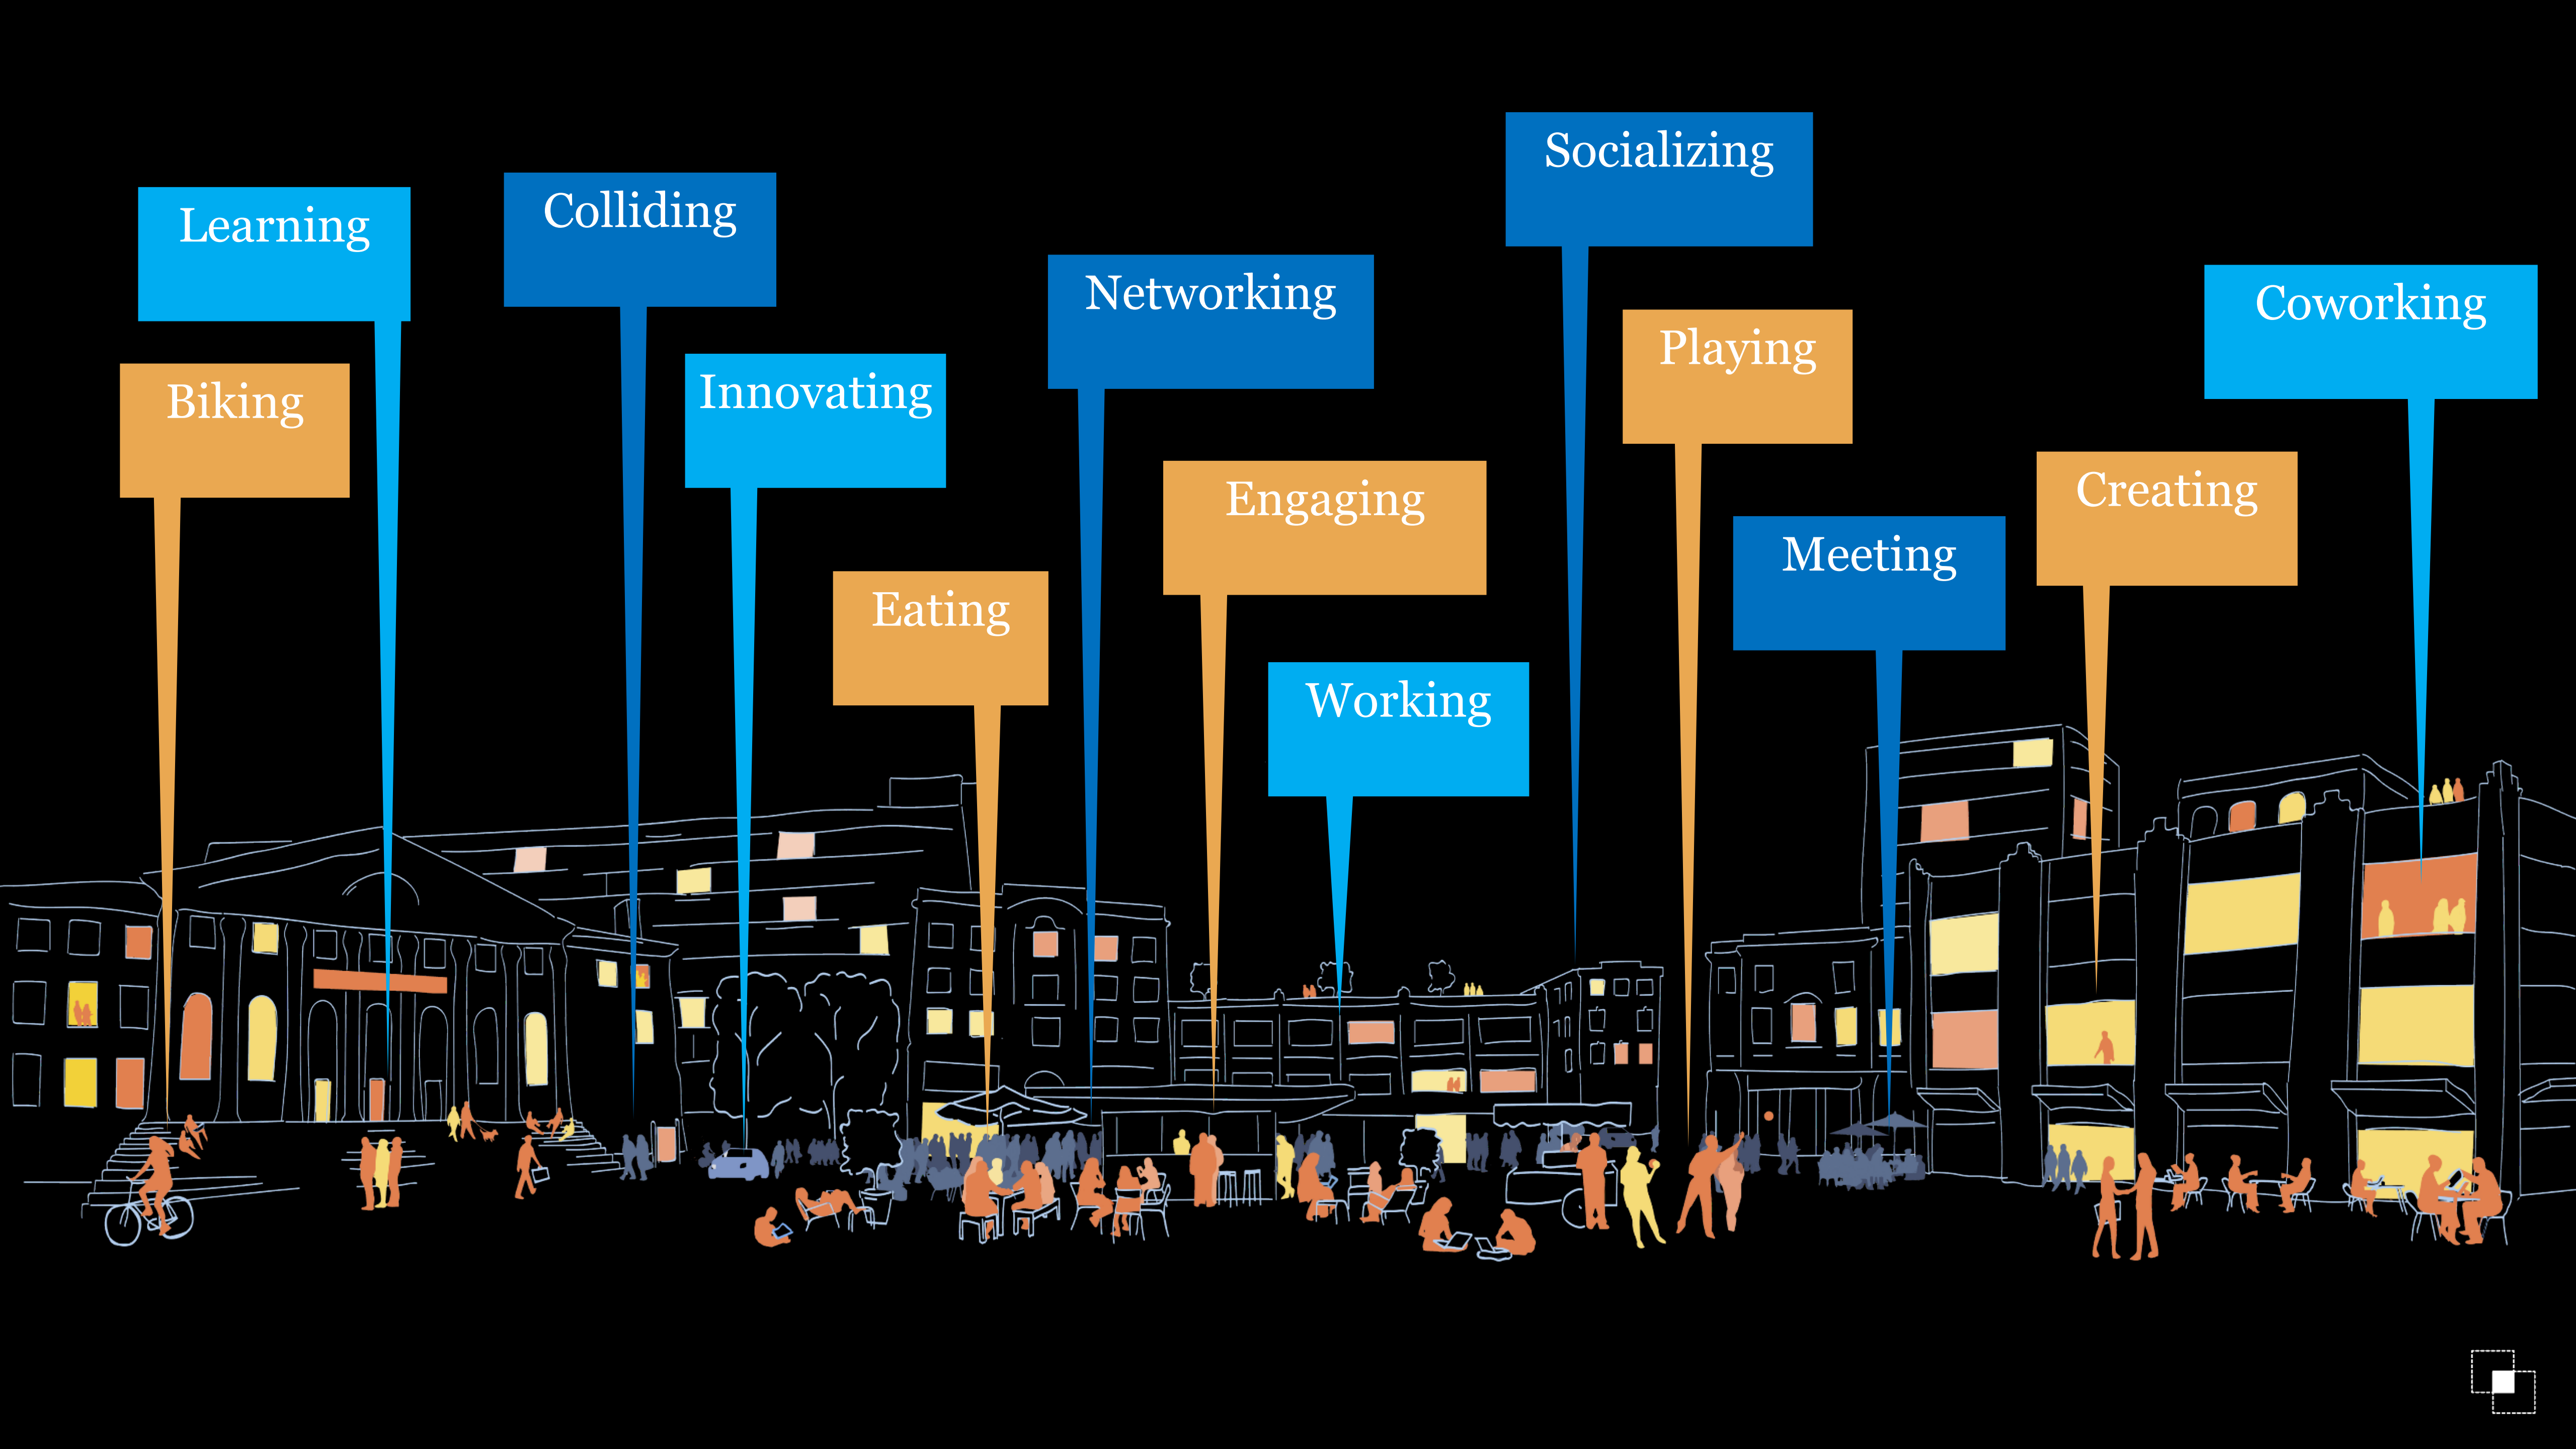 Learning
Biking
Colliding
Innovating
Eating
Networking
Engaging
Working
Socializing
Playing
Meeting
Creating
Coworking